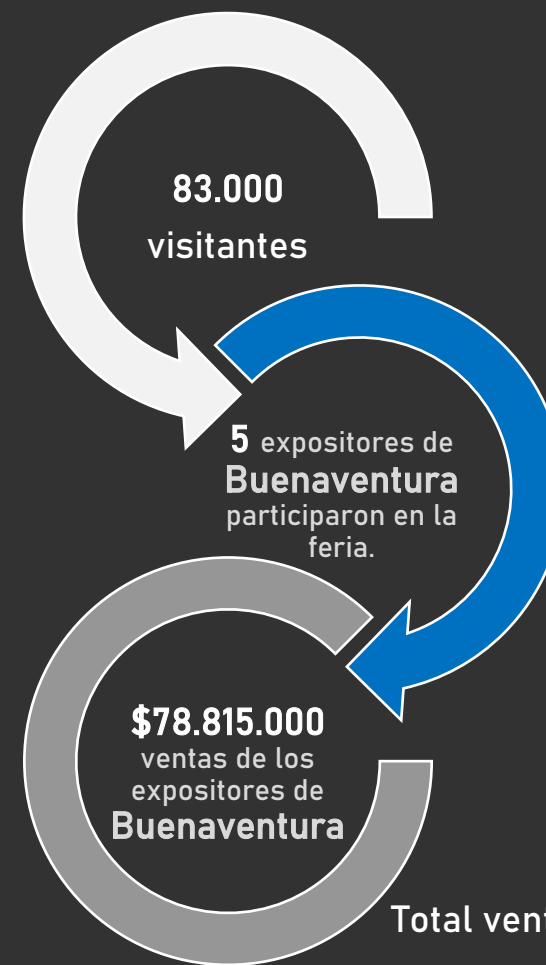 83.000
visitantes
5 expositores de
Buenaventura
participaron en la
feria.
$78.815.000
ventas de los
expositores de
Buenaventura
Total